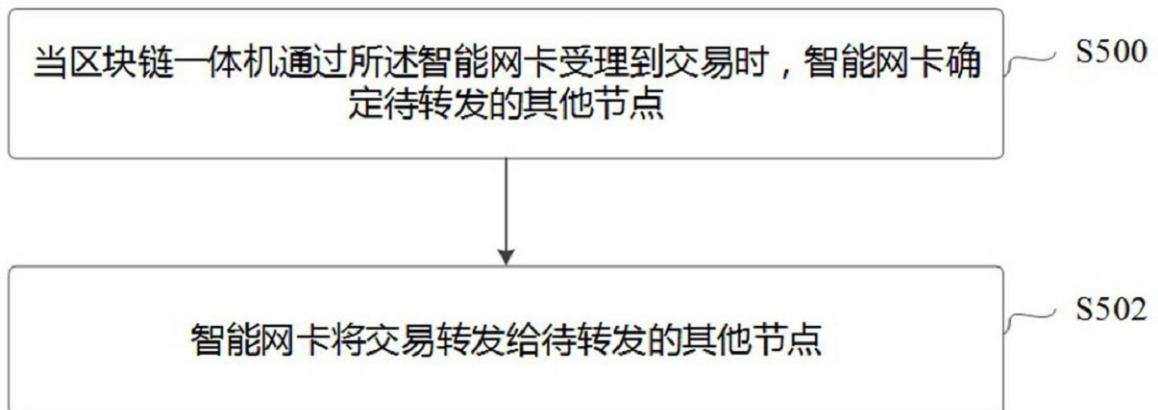 当区块链一体机通过所述智能网卡受理到交易时，智能网卡确
定待转发的其他节点
S500
智能网卡将交易转发给待转发的其他节点
S502